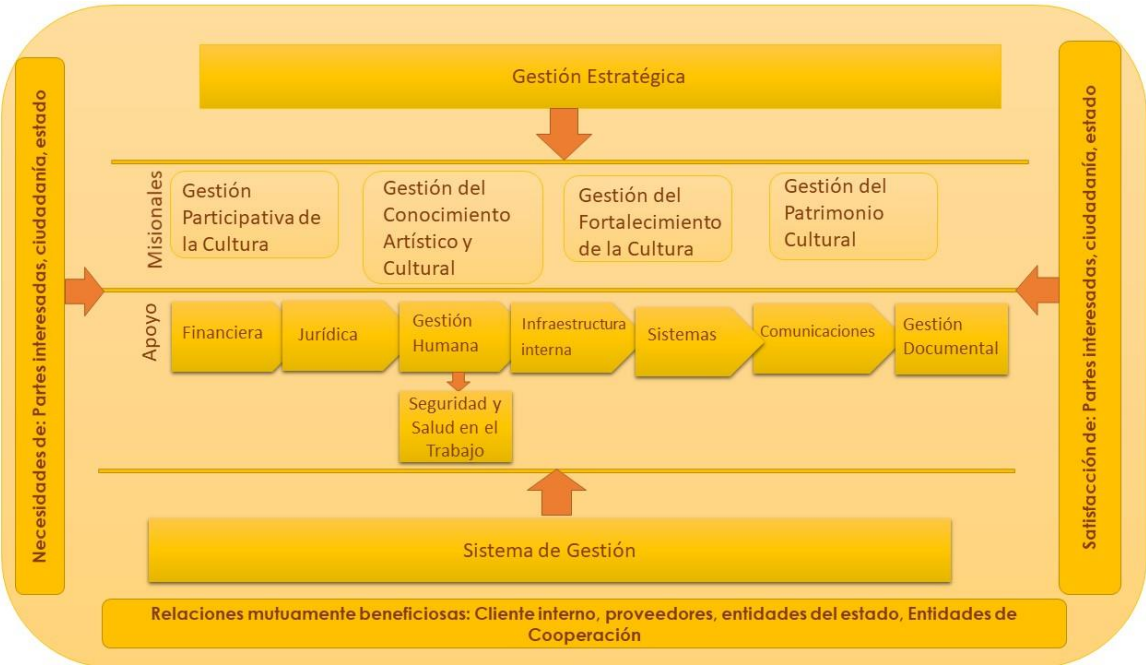 Gestión Estratégica
Necesidades de: Partes interesadas, ciudadanía, estado
Satisfacción de: Partes interesadas, ciudadanía, estado
Misionales
Gestión
Participativa de
la Cultura
Gestión del
Conocimiento
Artístico y
Cultural
Gestión del
Fortalecimiento
de la Cultura
Gestión del
Patrimonio
Cultural
Apoyo
Financiera
Jurídica
Gestión
Humana
Infraestructura
interna
Sistemas
Comunicaciones
Gestión
Documental
Seguridad y
Salud en el
Trabajo
Sistema de Gestión
Relaciones mutuamente beneficiosas: Cliente interno, proveedores, entidades del estado, Entidades de
Cooperación